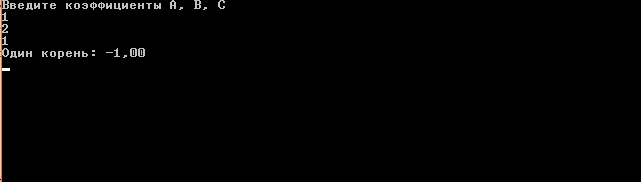 Введите коэффициенты A, B, C
1
2
1
Один корень: -1,00